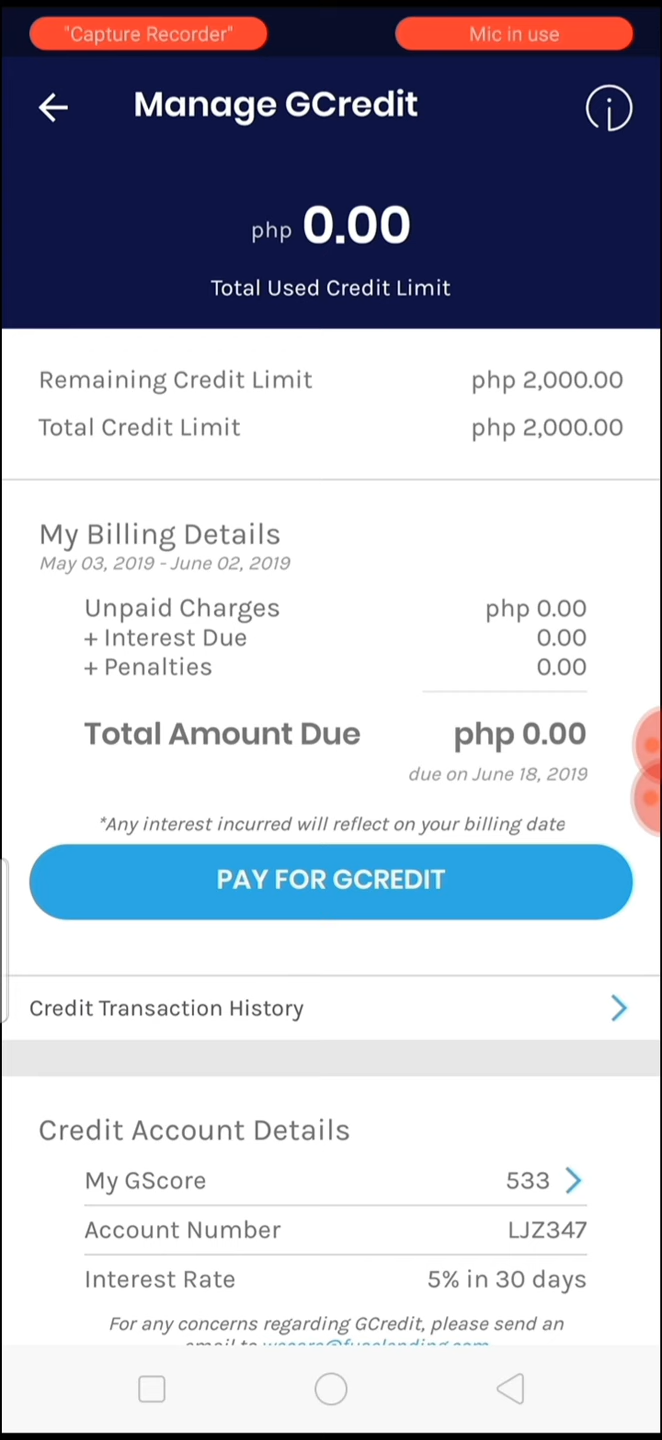 "Capture Recorder" Mic in use
Manage GCredit
php 0.00
Total Used Credit Limit
Remaining Credit Limit php 2,000.00
Total Credit Limit php 2,000.00
My Billing Details
May 03, 2019 - June 02, 2019
Unpaid Charges php 0.00
+ Interest Due 0.00
+ Penalties 0.00
Total Amount Due php 0.00
due on June 18, 2019
*Any interest incurred will reflect on your billing date
PAY FOR GCREDIT
Credit Transaction History
Credit Account Details
My GScore 533
Account Number LJZ347
Interest Rate 5% in 30 days
For any concerns regarding GCredit, please send an
email to